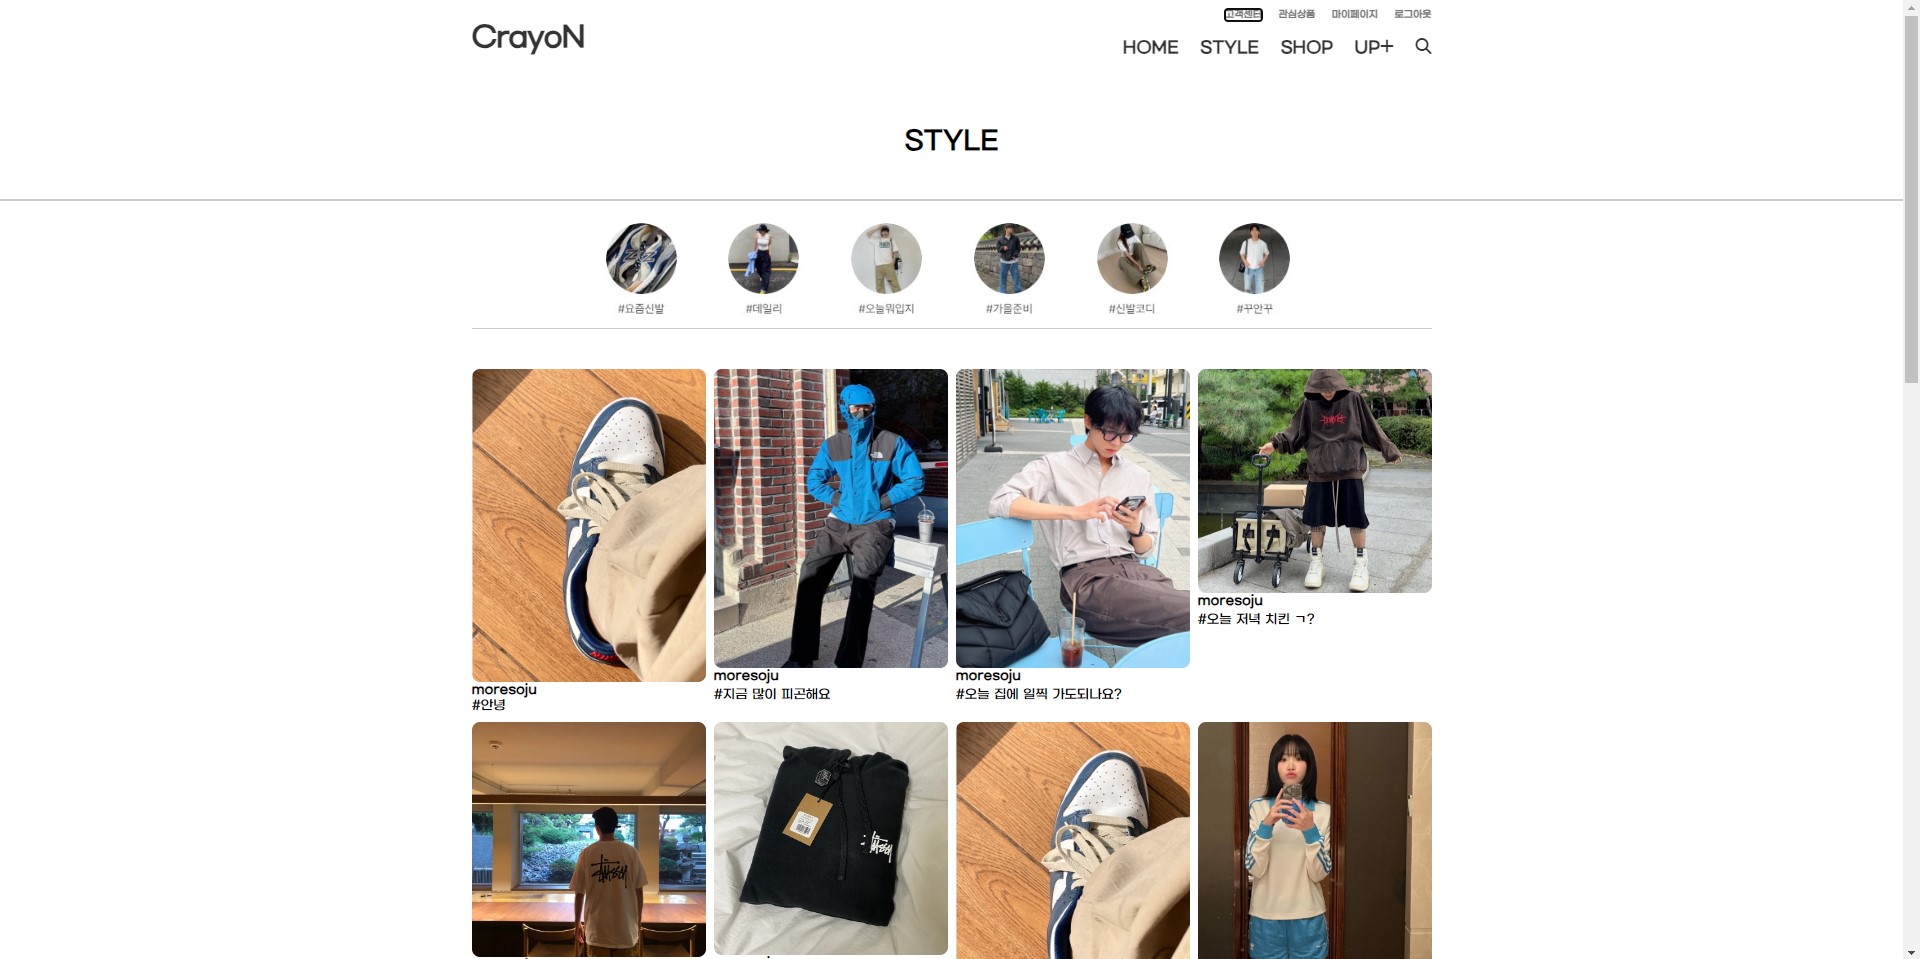 고객센터 관심상품 마이페이지 로그아웃
CrayoN
HOME STYLE SHOP UP+
STYLE
#요즘신발 #데일리 #오늘뭐입지 #가을준비 #신발코디 #꾸안꾸
moresoju
#안녕
moresoju
#지금 많이 피곤해요
moresoju
#오늘 집에 일찍 가도되나요?
moresoju
#오늘 저녁 치킨 ㄱ?